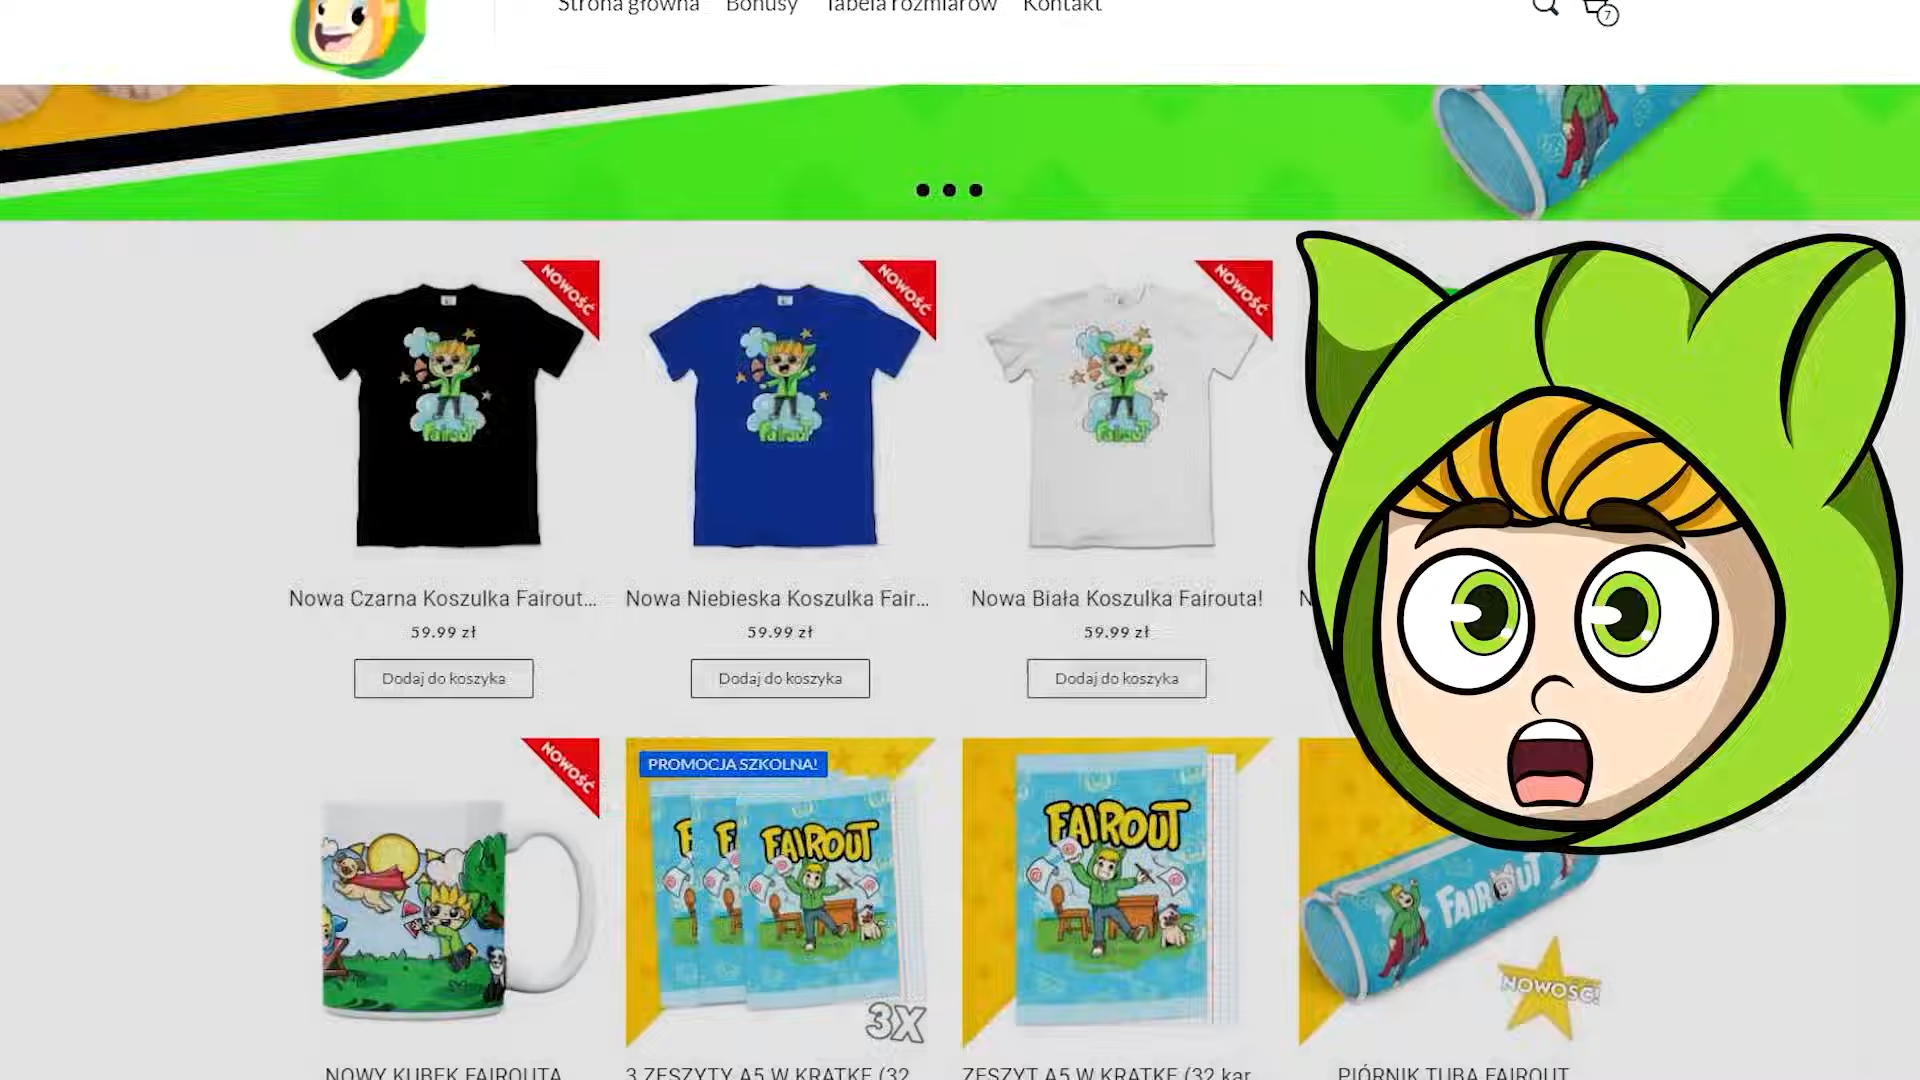 Strona główna Bonusy Tabela rozmiarów Kontakt
7
NOWOŚĆ NOWOŚĆ NOWOŚĆ
Fairout Fairout Fairout
Nowa Czarna Koszulka Fairout... Nowa Niebieska Koszulka Fair... Nowa Biała Koszulka Fairouta! N
59.99 zł 59.99 zł 59.99 zł
Dodaj do koszyka Dodaj do koszyka Dodaj do koszyka
NOWOŚĆ
PROMOCJA SZKOLNA!
F F FAIROUT
FAIROUT
FAIROUT
NOWOŚĆ!
3X
NOWY KUBEK FAIROUTA 3 ZESZYTY A5 W KRATKĘ (32 ZESZYT A5 W KRATKĘ (32 kar PIÓRNIK TUBA FAIROUT